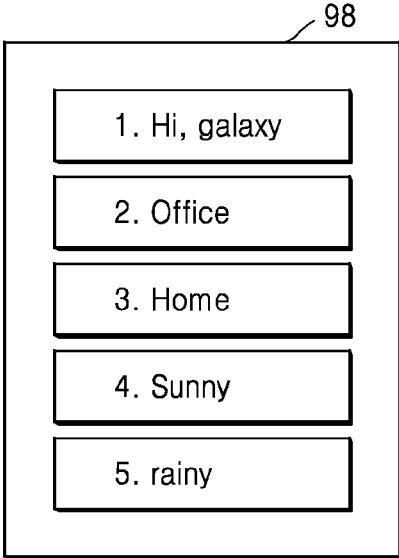 98
1. Hi, galaxy
2. Office
3. Home
4. Sunny
5. rainy